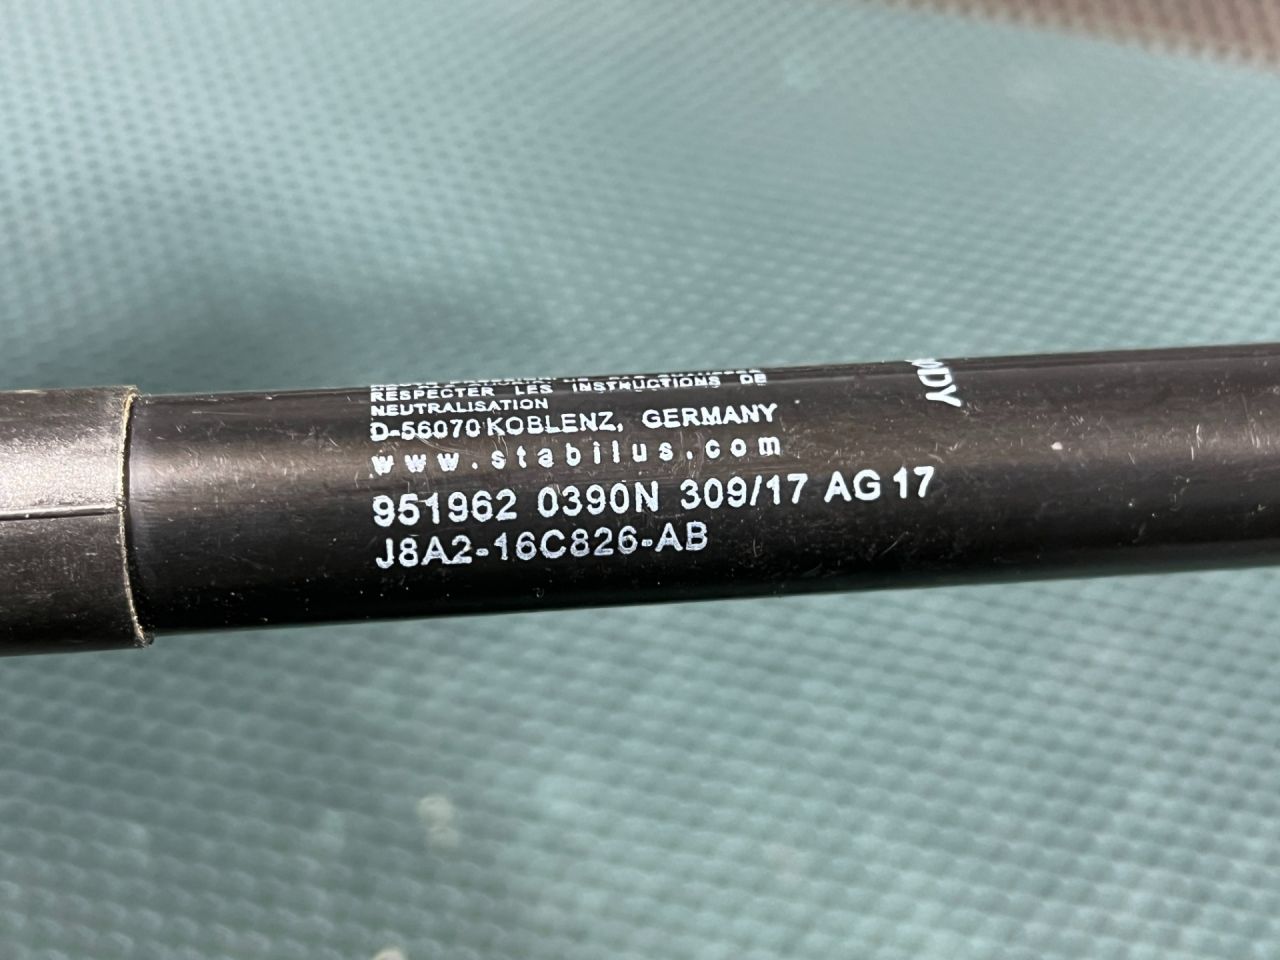 RESPECTER LES INSTRUCTIONS DE
NEUTRALISATION
D-56070 KOBLENZ, GERMANY
www.stabilus.com
951962 0390N 309/17 AG 17
J8A2-16C826-AB